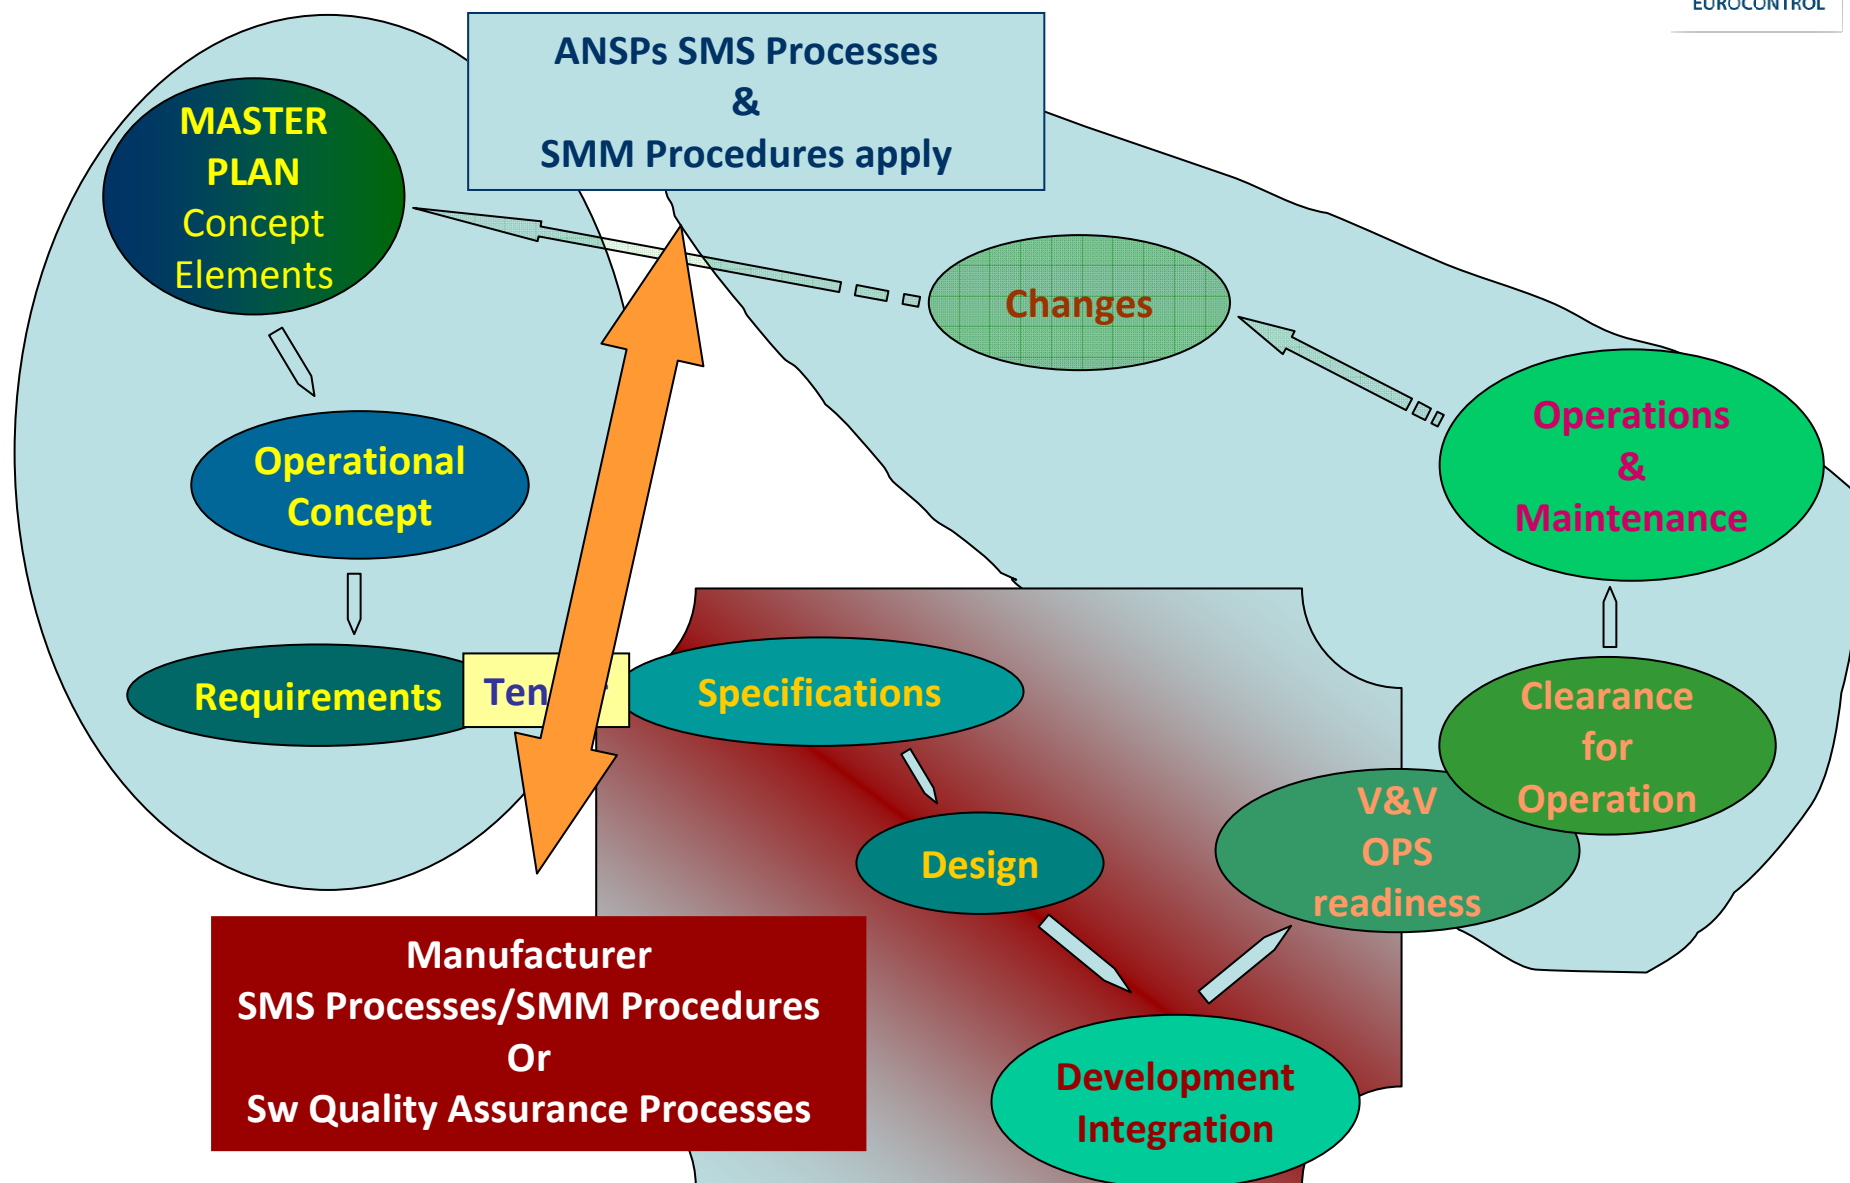 EUROCONTROL
ANSPs SMS Processes
&
SMM Procedures apply
MASTER
PLAN
Concept
Elements
Changes
Operations
&
Maintenance
Operational
Concept
Requirements
Specifications
Clearance
for
Operation
V&V
OPS
readiness
Design
Manufacturer
SMS Processes/SMM Procedures
Or
Sw Quality Assurance Processes
Development
Integration